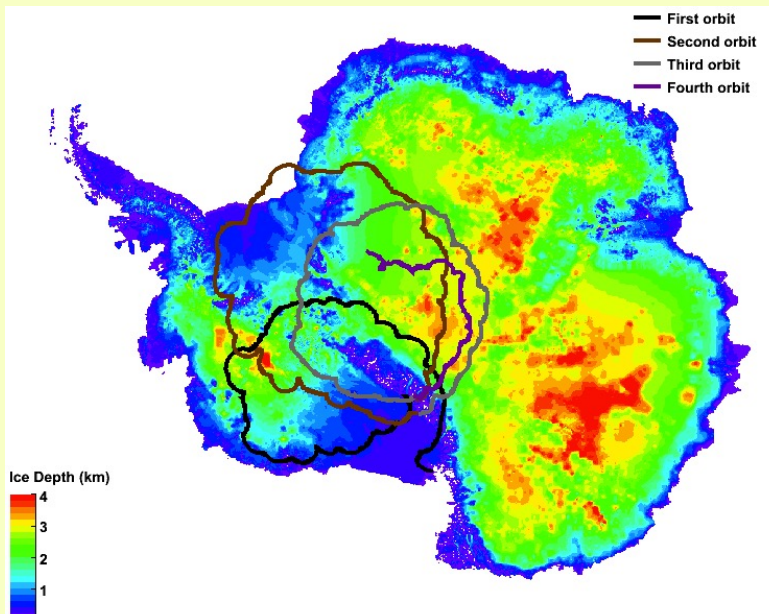 First orbit
Second orbit
Third orbit
Fourth orbit
Ice Depth (km)
4
3
2
1